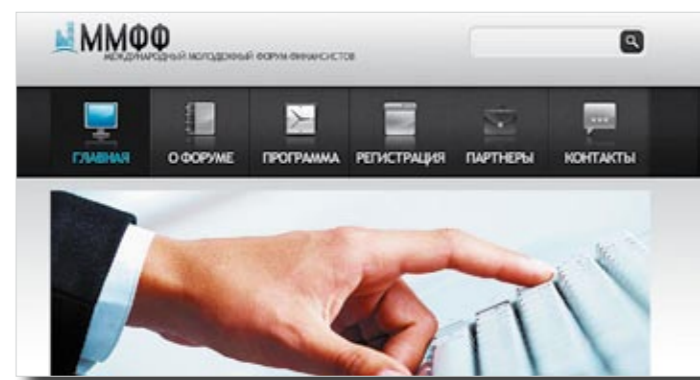 ММФФ
МЕЖДУНАРОДНЫЙ МОЛОДЕЖНЫЙ ФОРУМ ФИНАНСИСТОВ
ГЛАВНАЯ О ФОРУМЕ ПРОГРАММА РЕГИСТРАЦИЯ ПАРТНЕРЫ КОНТАКТЫ